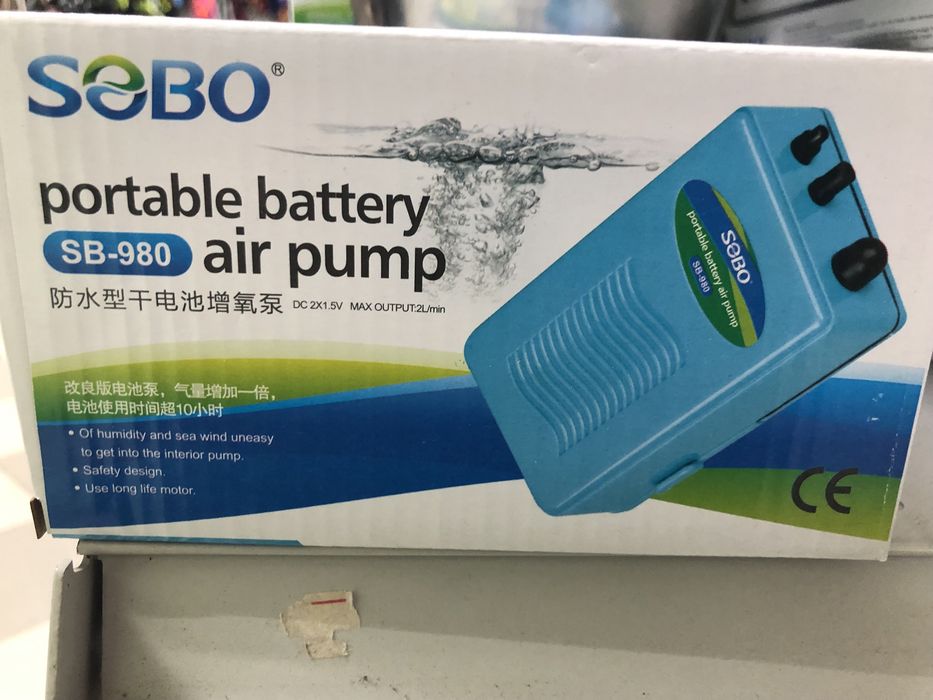 SOBO®
portable battery
SB-980 air pump
防水型干电池增氧泵 DC 2X1.5V MAX OUTPUT:2L/min
改良版电池泵，气量增加一倍，
电池使用时间超10小时
• Of humidity and sea wind uneasy
to get into the interior pump.
• Safety design.
• Use long life motor.
SOBO
portable battery air pump
SB-980
CE